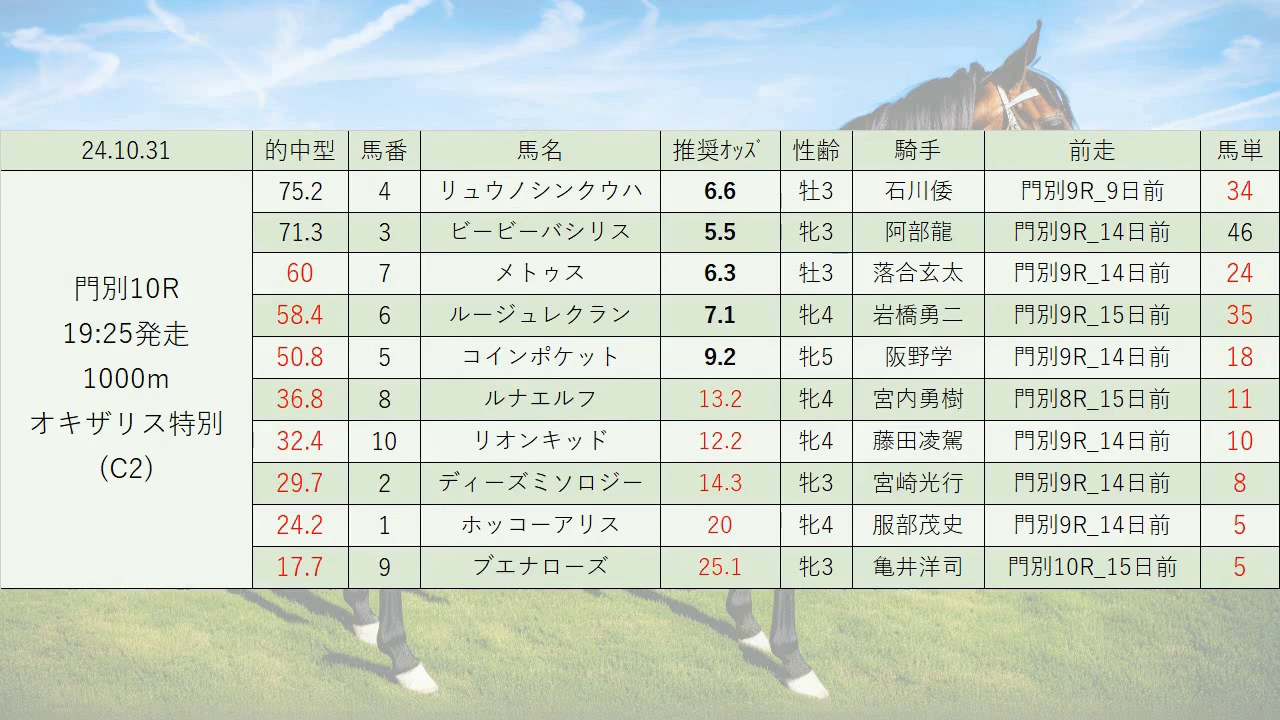 24.10.31 的中型 馬番 馬名 推奨ｵｯｽﾞ 性齢 騎手 前走 馬単
門別10R
19:25発走
1000m
オキザリス特別
(C2)
75.2 4 リュウノシンクウハ 6.6 牡3 石川倭 門別9R_9日前 34
71.3 3 ビービーバシリス 5.5 牝3 阿部龍 門別9R_14日前 46
60 7 メトゥス 6.3 牡3 落合玄太 門別9R_14日前 24
58.4 6 ルージュレクラン 7.1 牝4 岩橋勇二 門別9R_15日前 35
50.8 5 コインポケット 9.2 牝5 阪野学 門別9R_14日前 18
36.8 8 ルナエルフ 13.2 牝4 宮内勇樹 門別8R_15日前 11
32.4 10 リオンキッド 12.2 牝4 藤田凌駕 門別9R_14日前 10
29.7 2 ディーズミソロジー 14.3 牝3 宮崎光行 門別9R_14日前 8
24.2 1 ホッコーアリス 20 牝4 服部茂史 門別9R_14日前 5
17.7 9 ブエナローズ 25.1 牝3 亀井洋司 門別10R_15日前 5